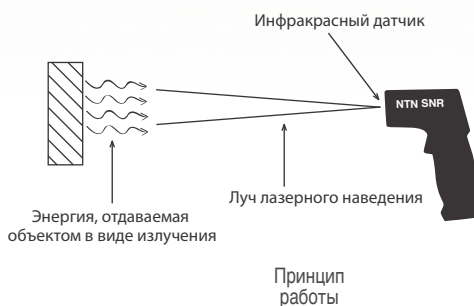 Инфракрасный датчик
NTN SNR
Луч лазерного наведения
Энергия, отдаваемая
объектом в виде излучения
Принцип
работы